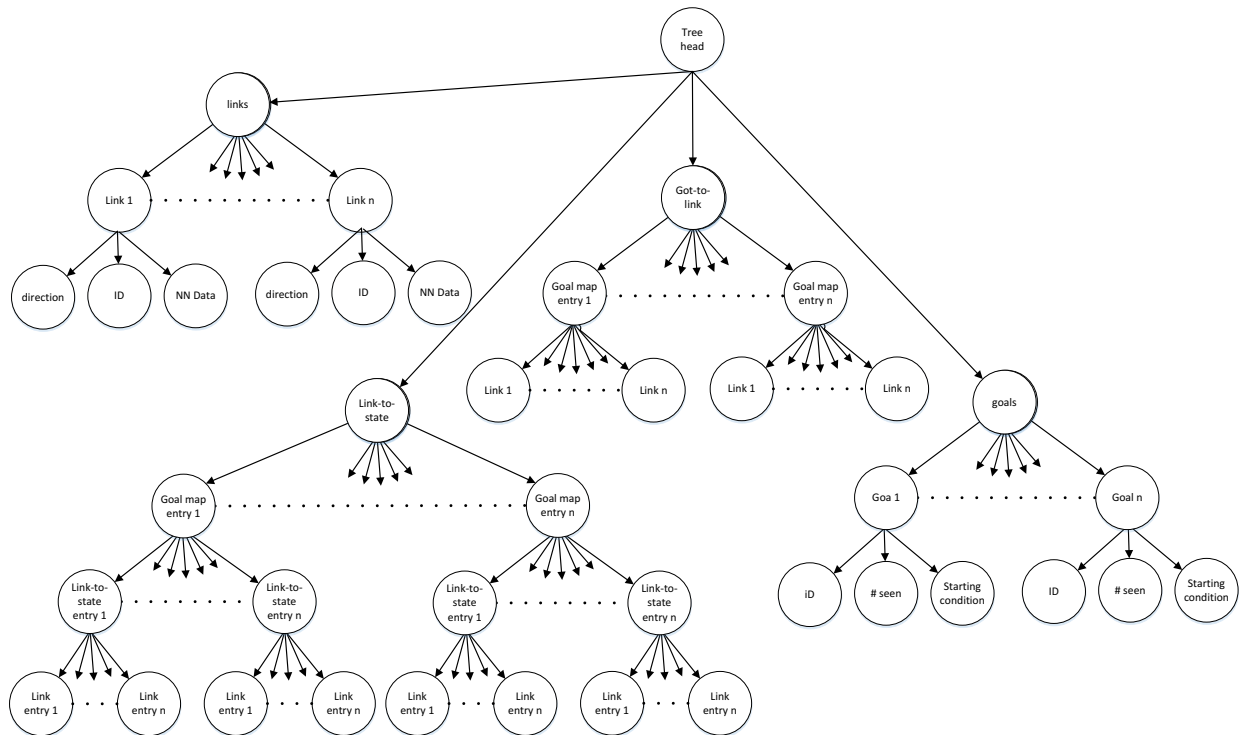 Tree
head
links
Link 1
Link n
direction
ID
NN Data
direction
ID
NN Data
Got-to-
link
Goal map
entry 1
Goal map
entry n
Link 1
Link n
Link 1
Link n
Link-to-
state
Goal map
entry 1
Goal map
entry n
Link-to-
state
entry 1
Link-to-
state
entry n
Link-to-
state
entry 1
Link-to-
state
entry n
Link
entry 1
Link
entry n
Link
entry 1
Link
entry n
Link
entry 1
Link
entry n
Link
entry 1
Link
entry n
goals
Goa 1
Goal n
iD
# seen
Starting
condition
ID
# seen
Starting
condition